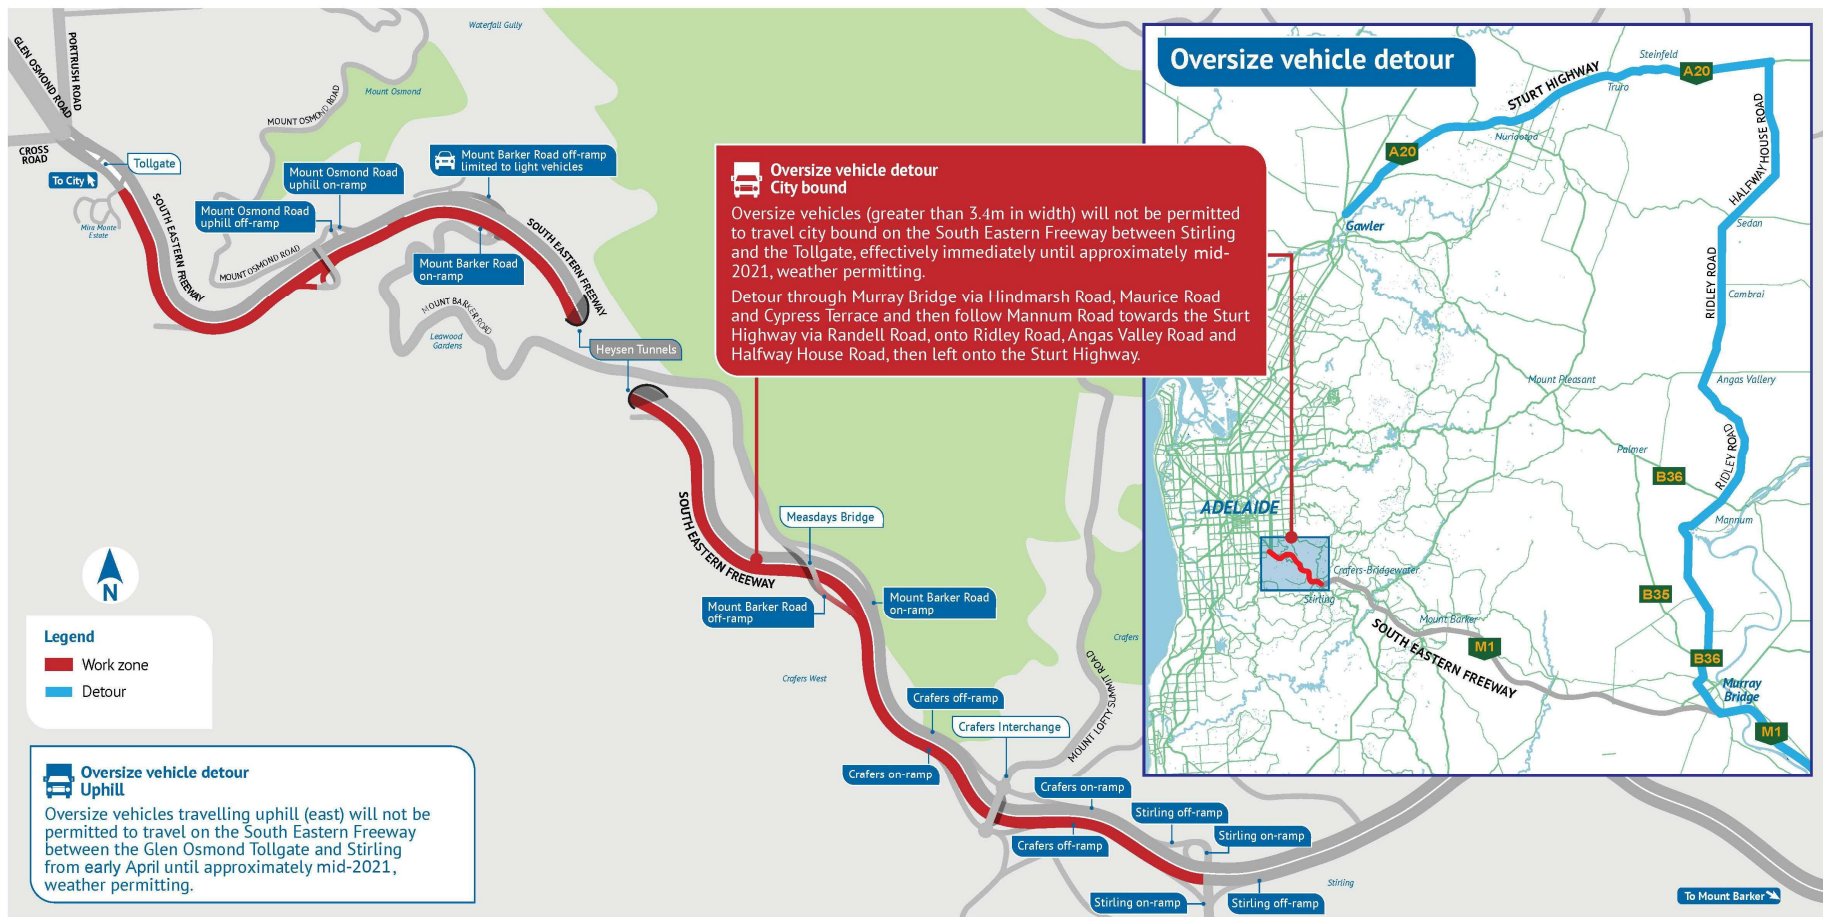 Waterfall Gully
GLEN OSMOND ROAD
PORTRUSH ROAD
Mount Osmond
MOUNT OSMOND ROAD
CROSS
ROAD
Tollgate
To City
Mira Monte
Estate
SOUTH EASTERN FREEWAY
Mount Osmond Road
uphill on-ramp
Mount Osmond Road
uphill off-ramp
MOUNT OSMOND ROAD
Mount Barker Road off-ramp
limited to light vehicles
Mount Barker Road
on-ramp
SOUTH EASTERN FREEWAY
MOUNT BARKER ROAD
Leawood
Gardens
Heysen Tunnels
Oversize vehicle detour
City bound
Oversize vehicles (greater than 3.4m in width) will not be permitted
to travel city bound on the South Eastern Freeway between Stirling
and the Tollgate, effectively immediately until approximately mid-
2021, weather permitting.
Detour through Murray Bridge via Hindmarsh Road, Maurice Road
and Cypress Terrace and then follow Mannum Road towards the Sturt
Highway via Randell Road, onto Ridley Road, Angas Valley Road and
Halfway House Road, then left onto the Sturt Highway.
SOUTH EASTERN FREEWAY
Measdays Bridge
Mount Barker Road
off-ramp
Mount Barker Road
on-ramp
Crafers
Crafers West
MOUNT LOFTY SUMMIT ROAD
Crafers off-ramp
Crafers Interchange
Crafers on-ramp
Crafers on-ramp
Crafers off-ramp
Stirling off-ramp
Stirling on-ramp
Stirling on-ramp
Stirling off-ramp
Stirling
To Mount Barker
N
Legend
Work zone
Detour
Oversize vehicle detour
Uphill
Oversize vehicles travelling uphill (east) will not be
permitted to travel on the South Eastern Freeway
between the Glen Osmond Tollgate and Stirling
from early April until approximately mid-2021,
weather permitting.
Oversize vehicle detour
Steinfeld
A20
STURT HIGHWAY
Truro
Nuriootpa
A20
HALFWAY HOUSE ROAD
Gawler
Sedan
RIDLEY ROAD
Cambrai
Mount Pleasant
Angas Vallery
RIDLEY ROAD
Palmer
B36
ADELAIDE
Mannum
Crafers-Bridgewater
Stirling
B35
Mount Barker
SOUTH EASTERN FREEWAY
M1
B36
Murray
Bridge
M1